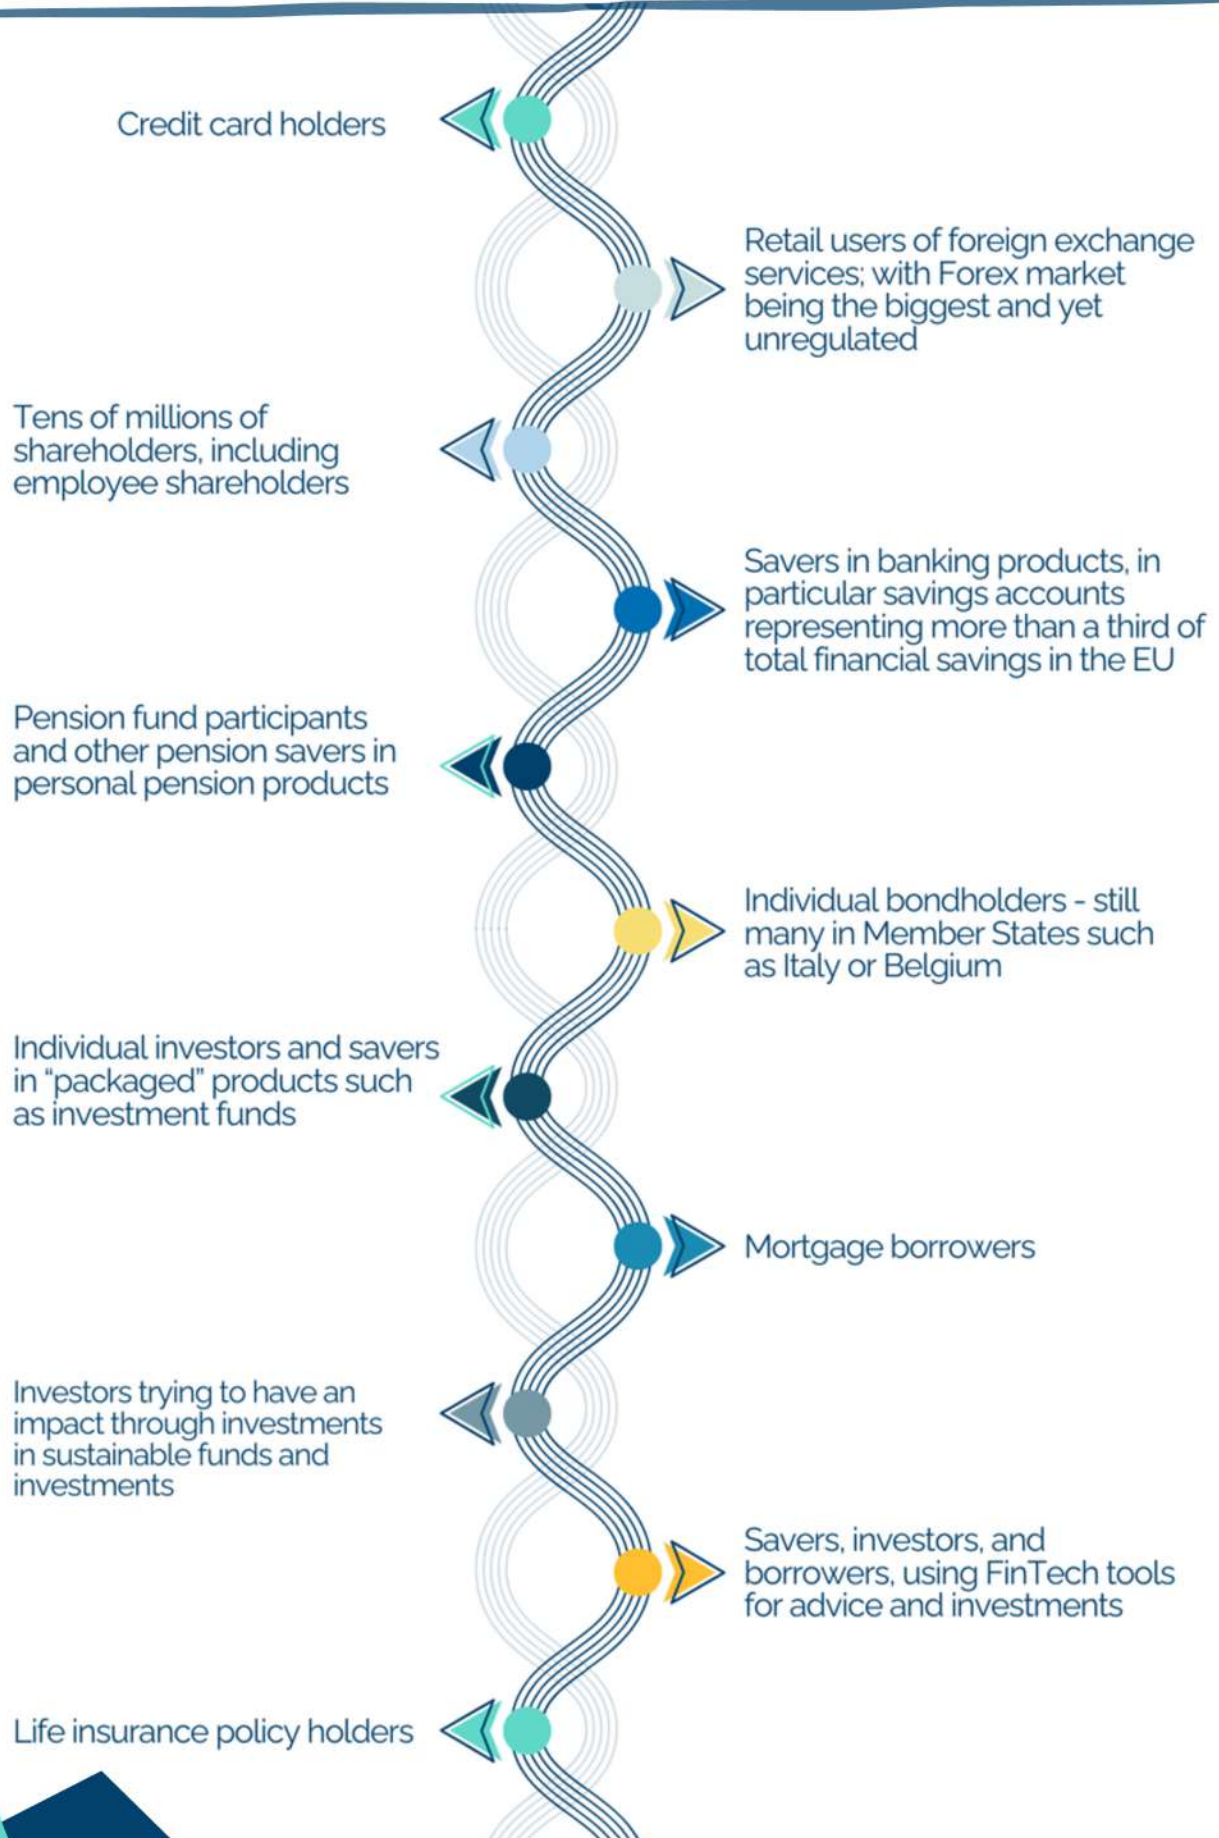 Credit card holders
Retail users of foreign exchange
services; with Forex market
being the biggest and yet
unregulated
Tens of millions of
shareholders, including
employee shareholders
Savers in banking products, in
particular savings accounts
representing more than a third of
total financial savings in the EU
Pension fund participants
and other pension savers in
personal pension products
Individual bondholders - still
many in Member States such
as Italy or Belgium
Individual investors and savers
in “packaged” products such
as investment funds
Mortgage borrowers
Investors trying to have an
impact through investments
in sustainable funds and
investments
Savers, investors, and
borrowers, using FinTech tools
for advice and investments
Life insurance policy holders